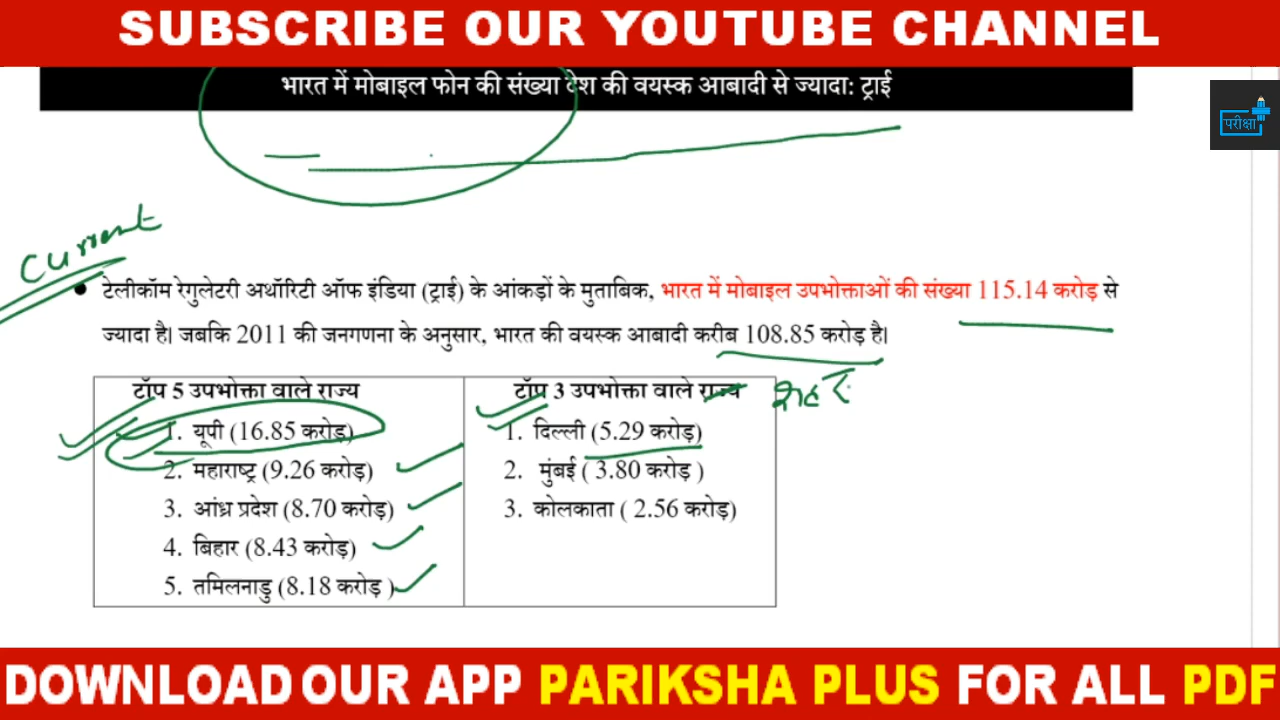 SUBSCRIBE OUR YOUTUBE CHANNEL
भारत में मोबाइल फोन की संख्या देश की वयस्क आबादी से ज्यादा: ट्राई
परीक्षा
Current
• टेलीकॉम रेगुलेटरी अथॉरिटी ऑफ इंडिया (ट्राई) के आंकड़ों के मुताबिक, भारत में मोबाइल उपभोक्ताओं की संख्या 115.14 करोड़ से
ज्यादा है। जबकि 2011 की जनगणना के अनुसार, भारत की वयस्क आबादी करीब 108.85 करोड़ है।
टॉप 5 उपभोक्ता वाले राज्य
1. यूपी (16.85 करोड़)
2. महाराष्ट्र (9.26 करोड़)
3. आंध्र प्रदेश (8.70 करोड़)
4. बिहार (8.43 करोड़)
5. तमिलनाडु (8.18 करोड़ )
टॉप 3 उपभोक्ता वाले राज्य शहर
1. दिल्ली (5.29 करोड़)
2. मुंबई ( 3.80 करोड़ )
3. कोलकाता ( 2.56 करोड़)
DOWNLOAD OUR APP PARIKSHA PLUS FOR ALL PDF